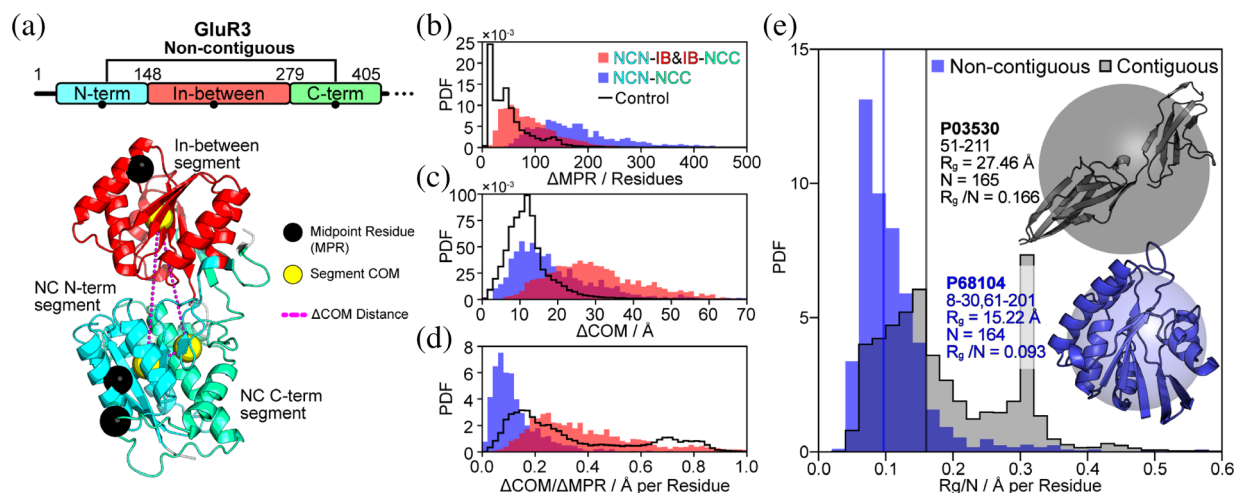 (a)
GluR3
Non-contiguous
1 148 279 405
N-term In-between C-term
In-between
segment
Midpoint Residue
(MPR)
Segment COM
ΔCOM Distance
NC N-term
segment
NC C-term
segment
(b)
×10⁻³
PDF
25
20
15
10
5
0
NCN-IB&IB-NCC
NCN-NCC
Control
0 100 200 300 400 500
ΔMPR / Residues
(c)
×10⁻³
PDF
100
75
50
25
0
0 10 20 30 40 50 60 70
ΔCOM / Å
(d)
PDF
8
6
4
2
0
0.0 0.2 0.4 0.6 0.8 1.0
ΔCOM/ΔMPR / Å per Residue
(e)
PDF
15
10
5
0
Non-contiguous Contiguous
P03530
51-211
Rg = 27.46 Å
N = 165
Rg /N = 0.166
P68104
8-30,61-201
Rg = 15.22 Å
N = 164
Rg /N = 0.093
0.0 0.1 0.2 0.3 0.4 0.5 0.6
Rg/N / Å per Residue